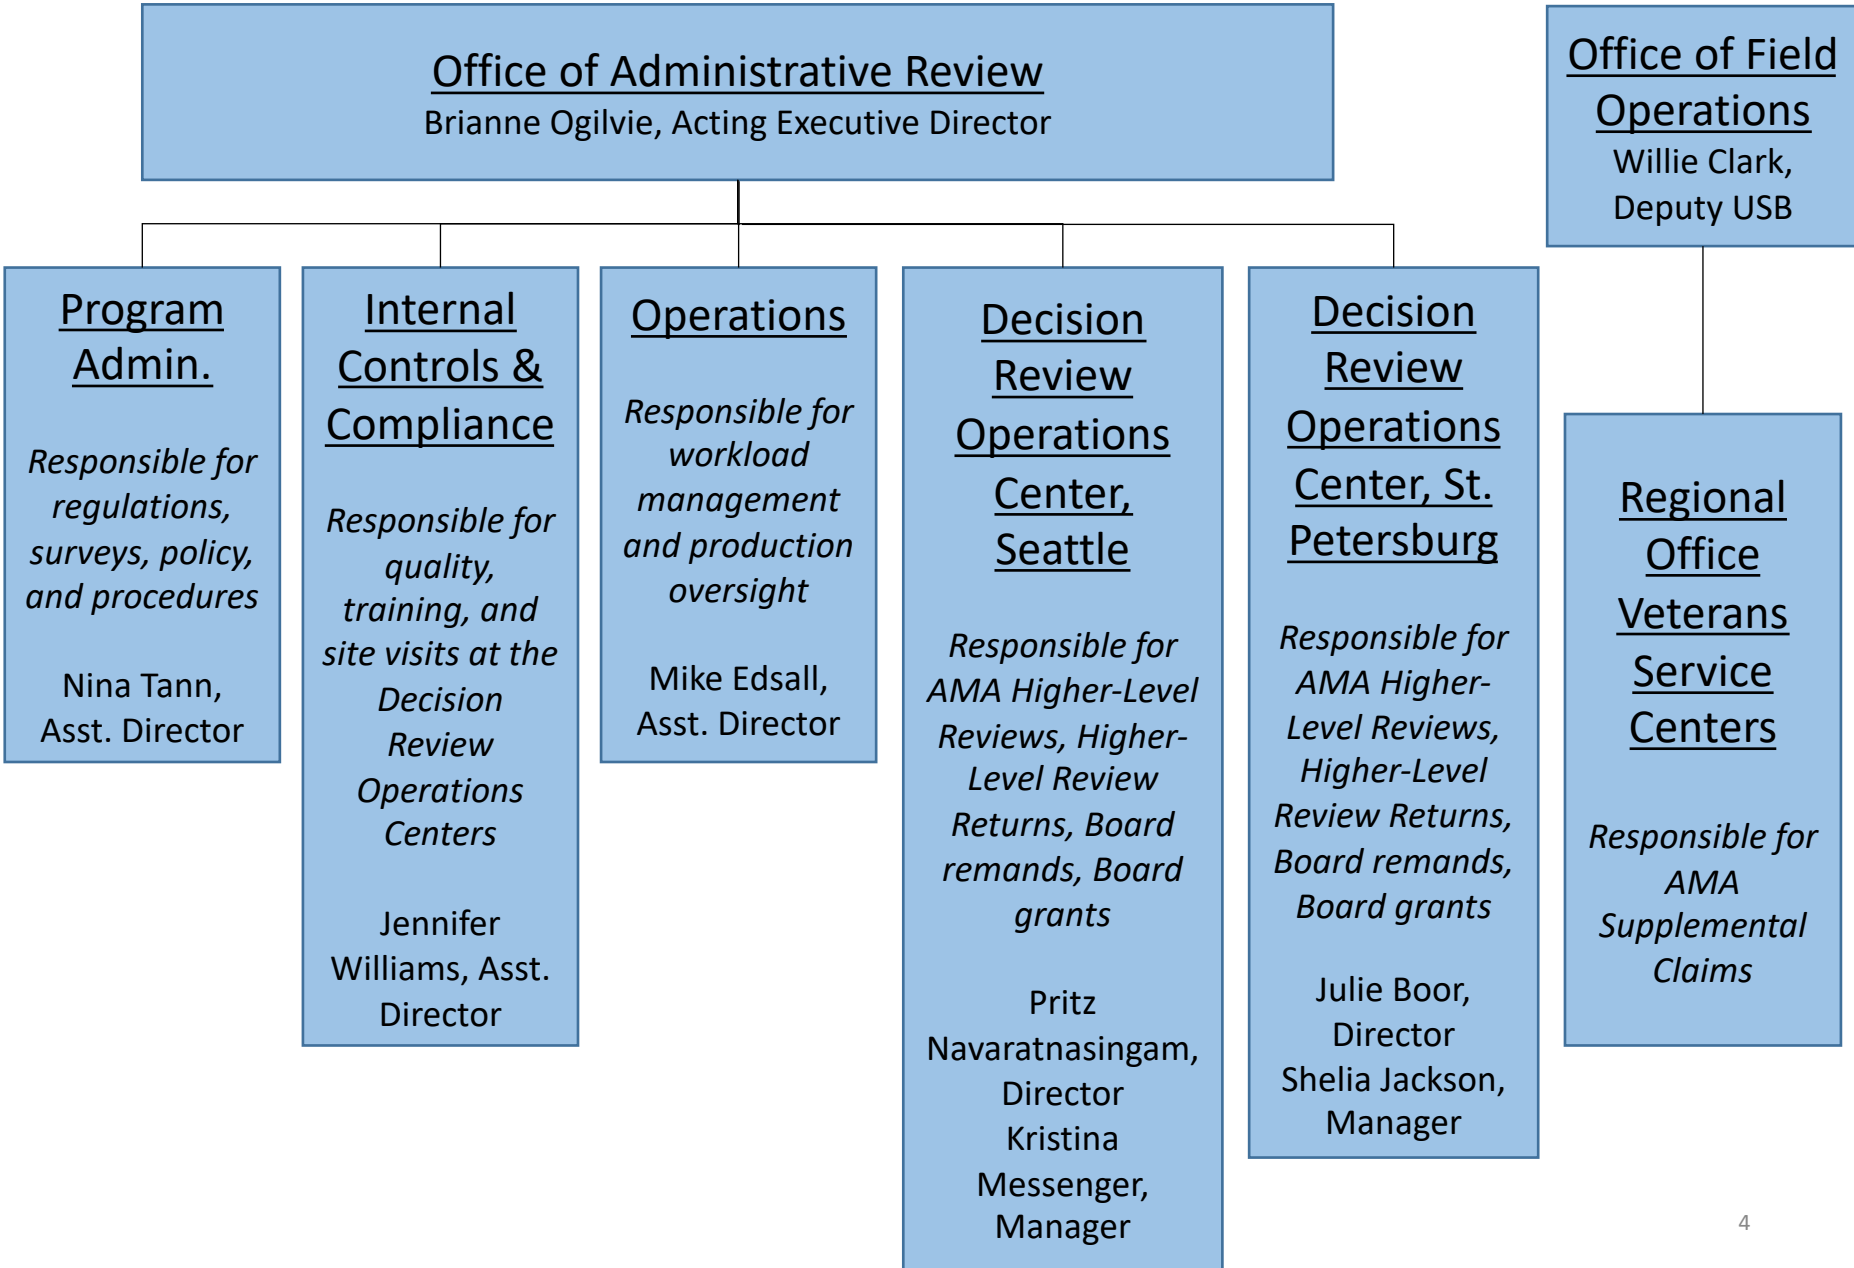 Office of Administrative Review
Brianne Ogilvie, Acting Executive Director
Office of Field
Operations
Willie Clark,
Deputy USB
Program
Admin.
Responsible for
regulations,
surveys, policy,
and procedures
Nina Tann,
Asst. Director
Internal
Controls &
Compliance
Responsible for
quality,
training, and
site visits at the
Decision
Review
Operations
Centers
Jennifer
Williams, Asst.
Director
Operations
Responsible for
workload
management
and production
oversight
Mike Edsall,
Asst. Director
Decision
Review
Operations
Center,
Seattle
Responsible for
AMA Higher-Level
Reviews, Higher-
Level Review
Returns, Board
remands, Board
grants
Pritz
Navaratnasingam,
Director
Kristina
Messenger,
Manager
Decision
Review
Operations
Center, St.
Petersburg
Responsible for
AMA Higher-
Level Reviews,
Higher-Level
Review Returns,
Board remands,
Board grants
Julie Boor,
Director
Shelia Jackson,
Manager
Regional
Office
Veterans
Service
Centers
Responsible for
AMA
Supplemental
Claims
4